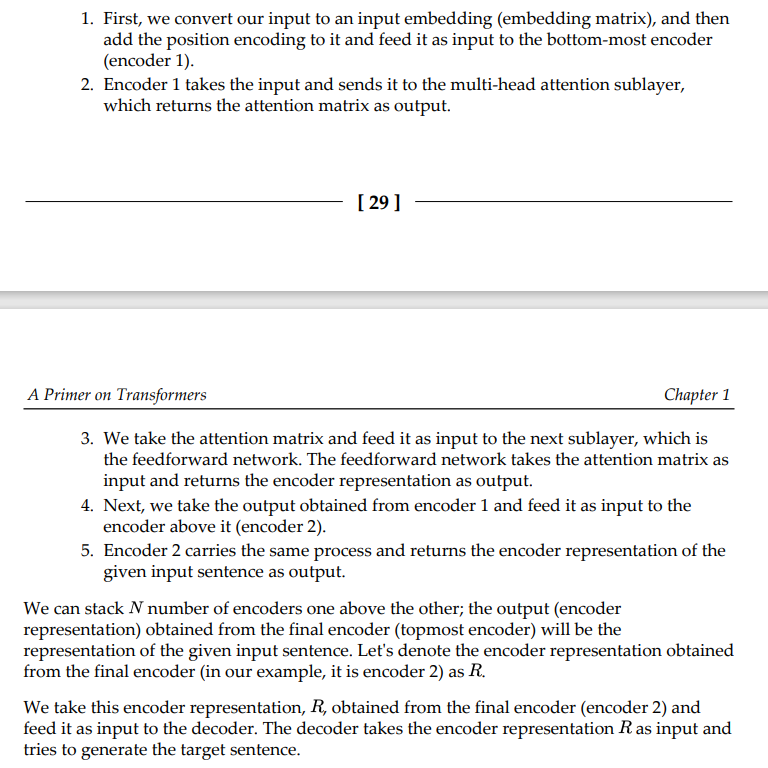 1. First, we convert our input to an input embedding (embedding matrix), and then
add the position encoding to it and feed it as input to the bottom-most encoder
(encoder 1).
2. Encoder 1 takes the input and sends it to the multi-head attention sublayer,
which returns the attention matrix as output.
[ 29 ]
A Primer on Transformers Chapter 1
3. We take the attention matrix and feed it as input to the next sublayer, which is
the feedforward network. The feedforward network takes the attention matrix as
input and returns the encoder representation as output.
4. Next, we take the output obtained from encoder 1 and feed it as input to the
encoder above it (encoder 2).
5. Encoder 2 carries the same process and returns the encoder representation of the
given input sentence as output.
We can stack N number of encoders one above the other; the output (encoder
representation) obtained from the final encoder (topmost encoder) will be the
representation of the given input sentence. Let's denote the encoder representation obtained
from the final encoder (in our example, it is encoder 2) as R.
We take this encoder representation, R, obtained from the final encoder (encoder 2) and
feed it as input to the decoder. The decoder takes the encoder representation R as input and
tries to generate the target sentence.